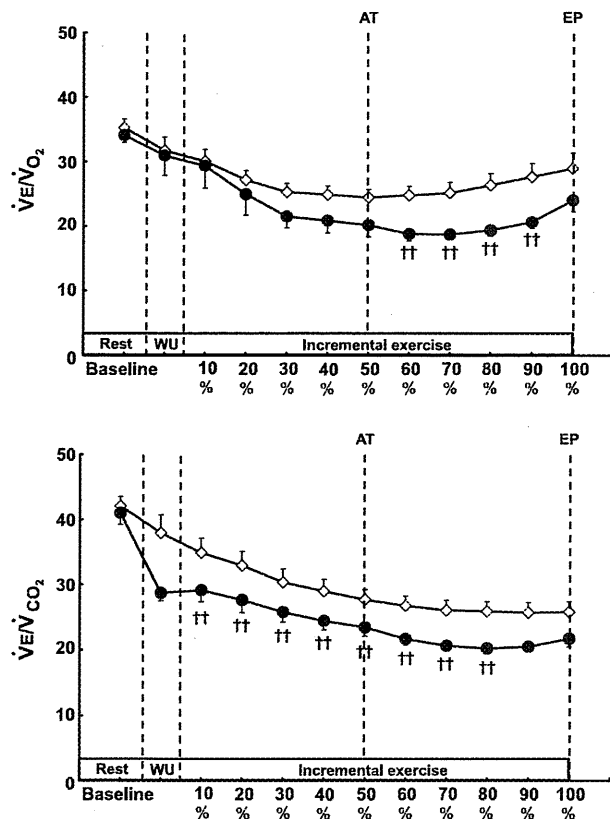 AT EP
50
40
30
20
10
0
V̇E/V̇O₂
†† †† †† ††
Rest WU Incremental exercise
Baseline 10 20 30 40 50 60 70 80 90 100
% % % % % % % % % %
AT EP
50
40
30
20
10
0
V̇E/V̇CO₂
†† †† †† †† †† †† †† ††
Rest WU Incremental exercise
Baseline 10 20 30 40 50 60 70 80 90 100
% % % % % % % % % %